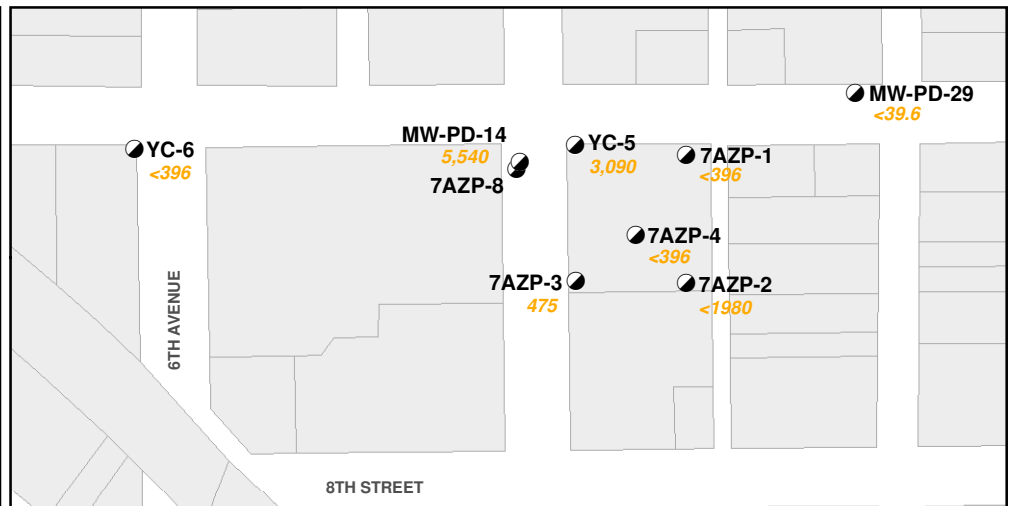 MW-PD-29
<39.6
MW-PD-14
5,540
7AZP-8
YC-5
3,090
7AZP-1
<396
YC-6
<396
7AZP-4
<396
7AZP-3
475
7AZP-2
<1980
6TH AVENUE
8TH STREET